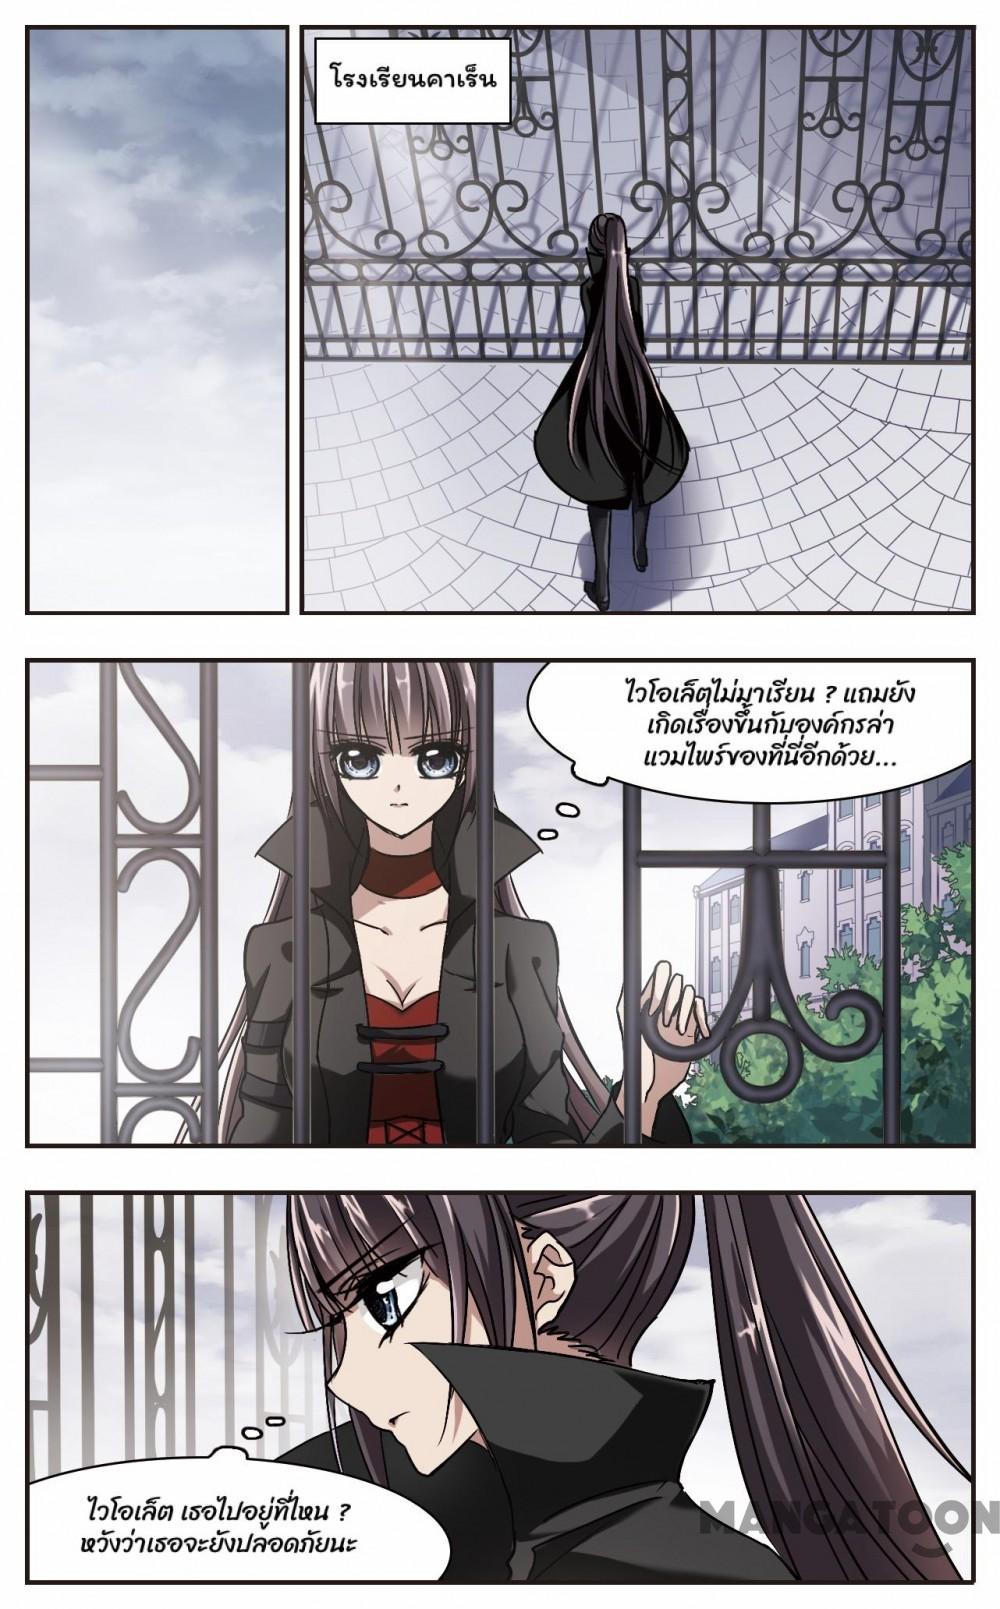 โรงเรียนคาเร็น
ไวโอเล็ตไม่มาเรียน ? แถมยัง
เกิดเรื่องขึ้นกับองค์กรล่า
แวมไพร์ของที่นี่อีกด้วย...
ไวโอเล็ต เธอไปอยู่ที่ไหน ?
หวังว่าเธอจะยังปลอดภัยนะ
MANGATOON